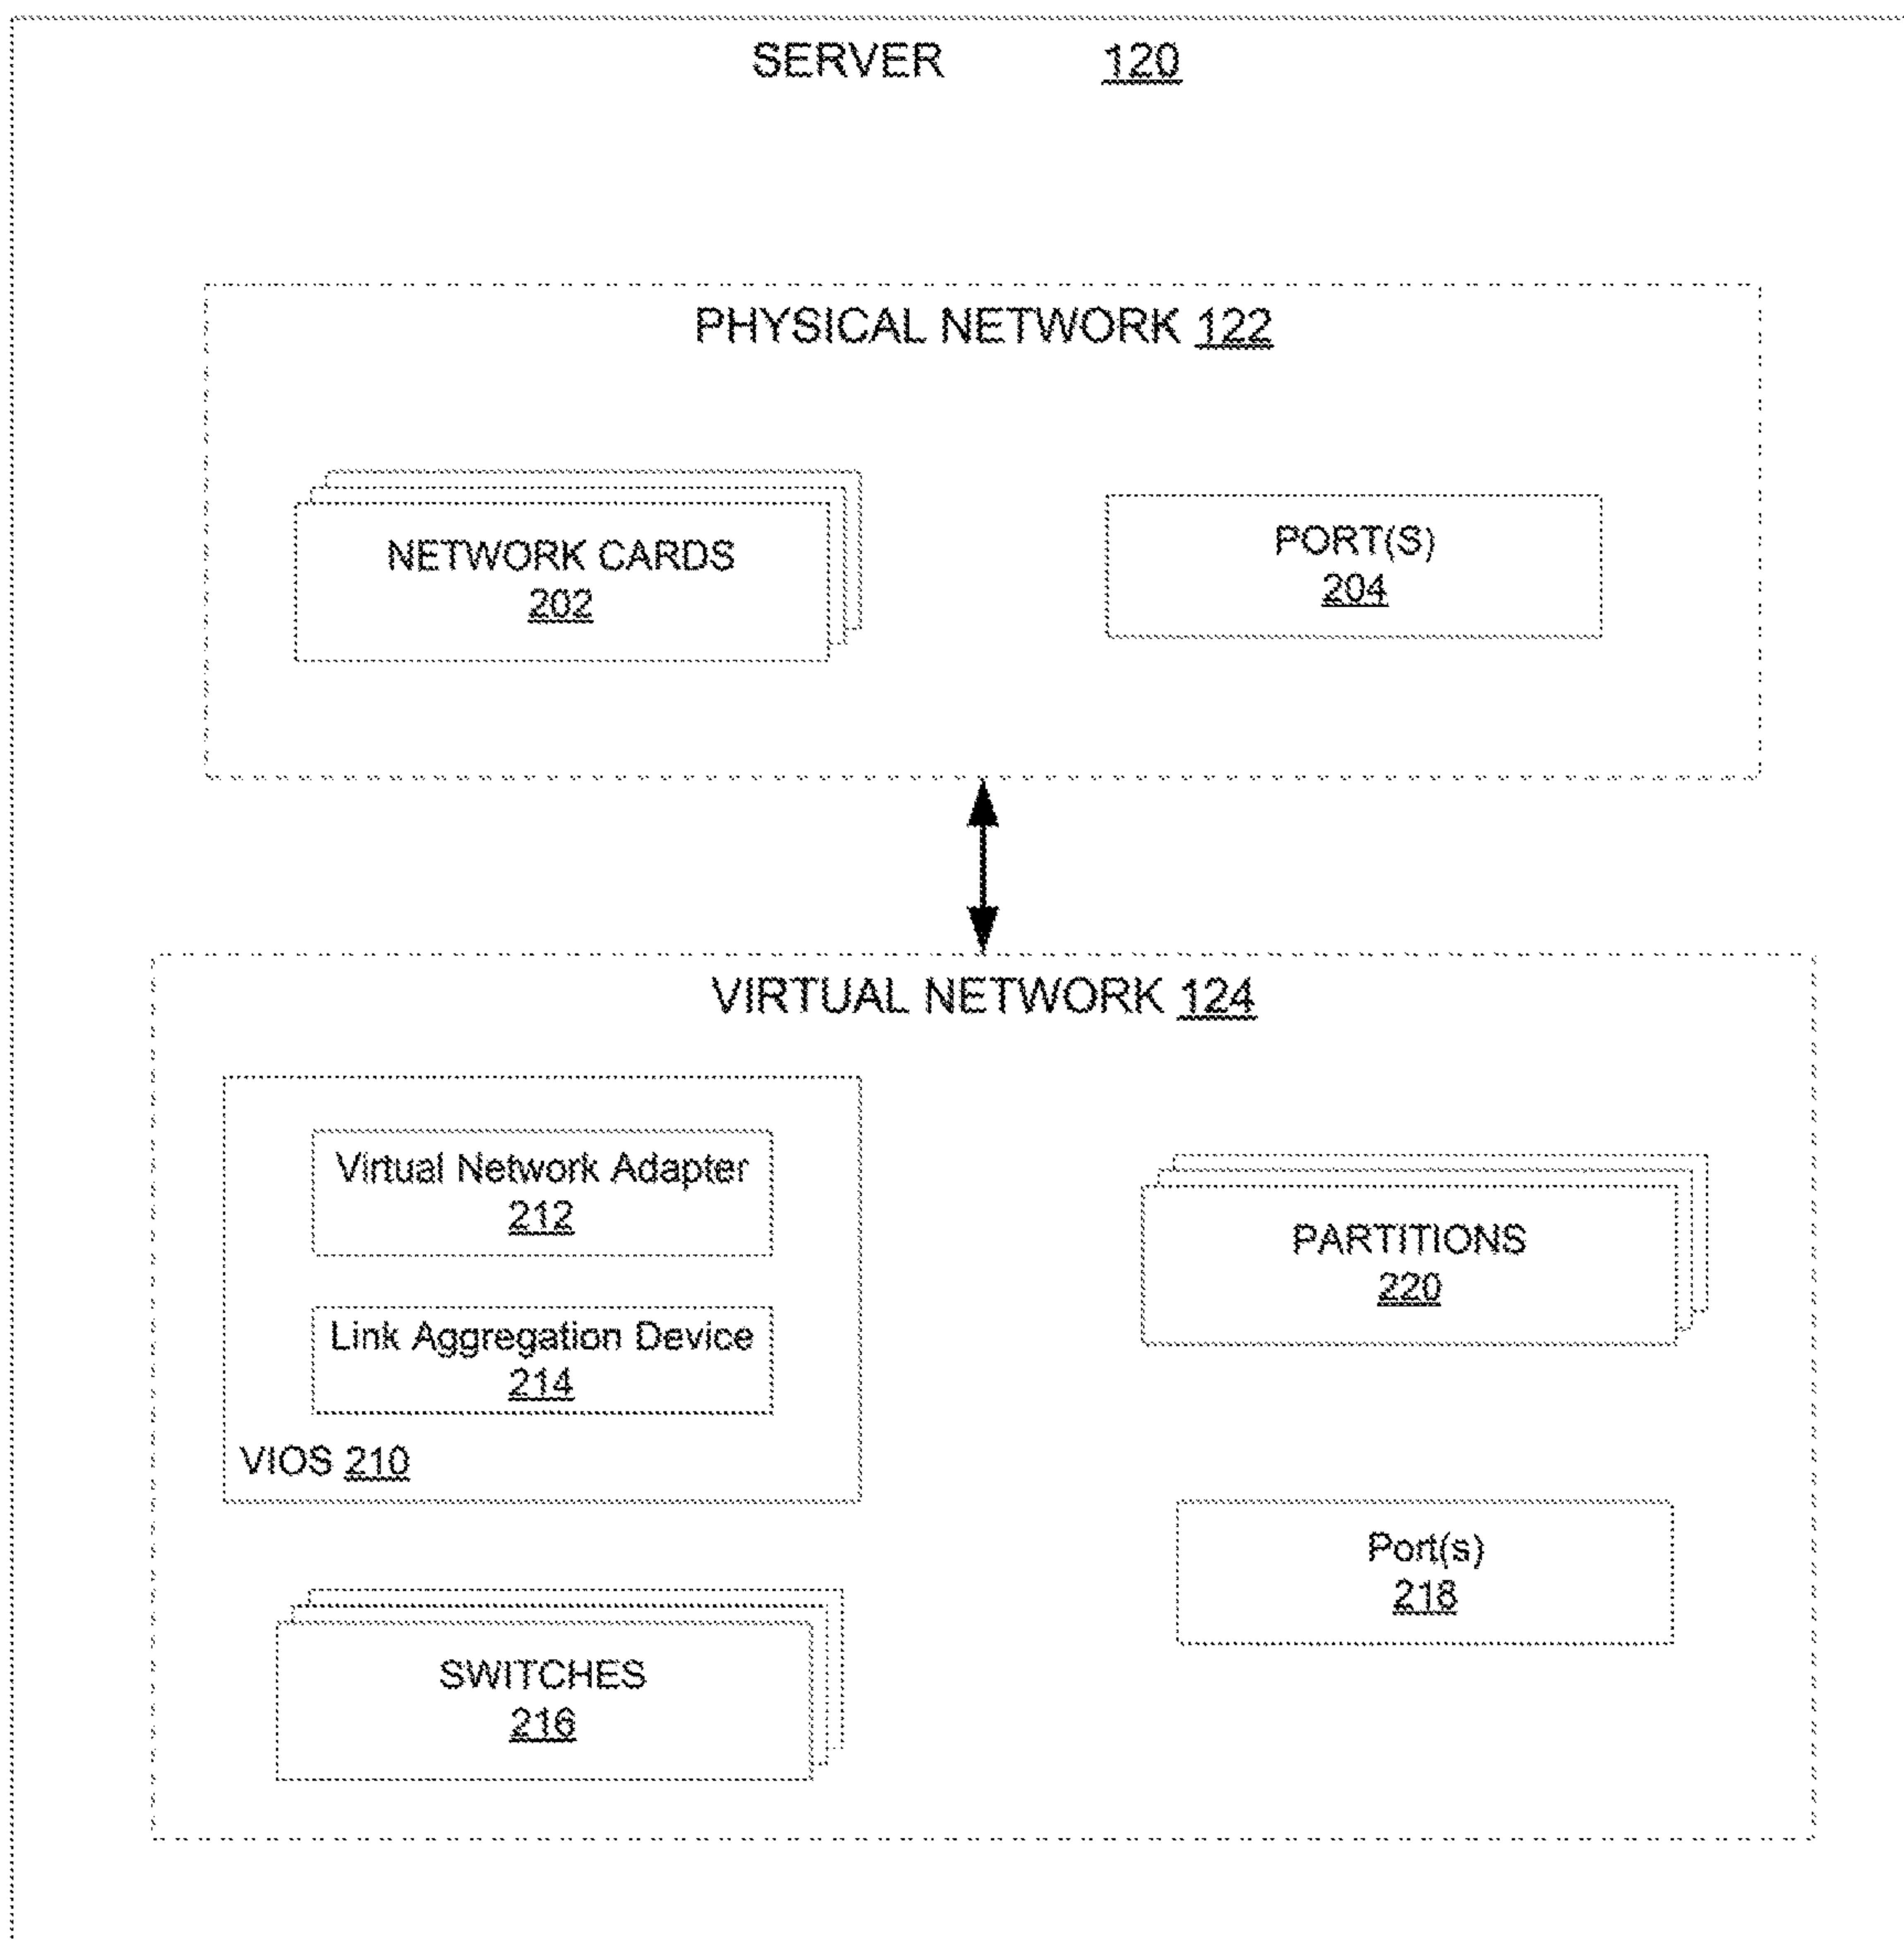 SERVER 120
PHYSICAL NETWORK 122
NETWORK CARDS
202
PORT(S)
204
VIRTUAL NETWORK 124
Virtual Network Adapter
212
Link Aggregation Device
214
VIOS 210
PARTITIONS
220
Port(s)
218
SWITCHES
216